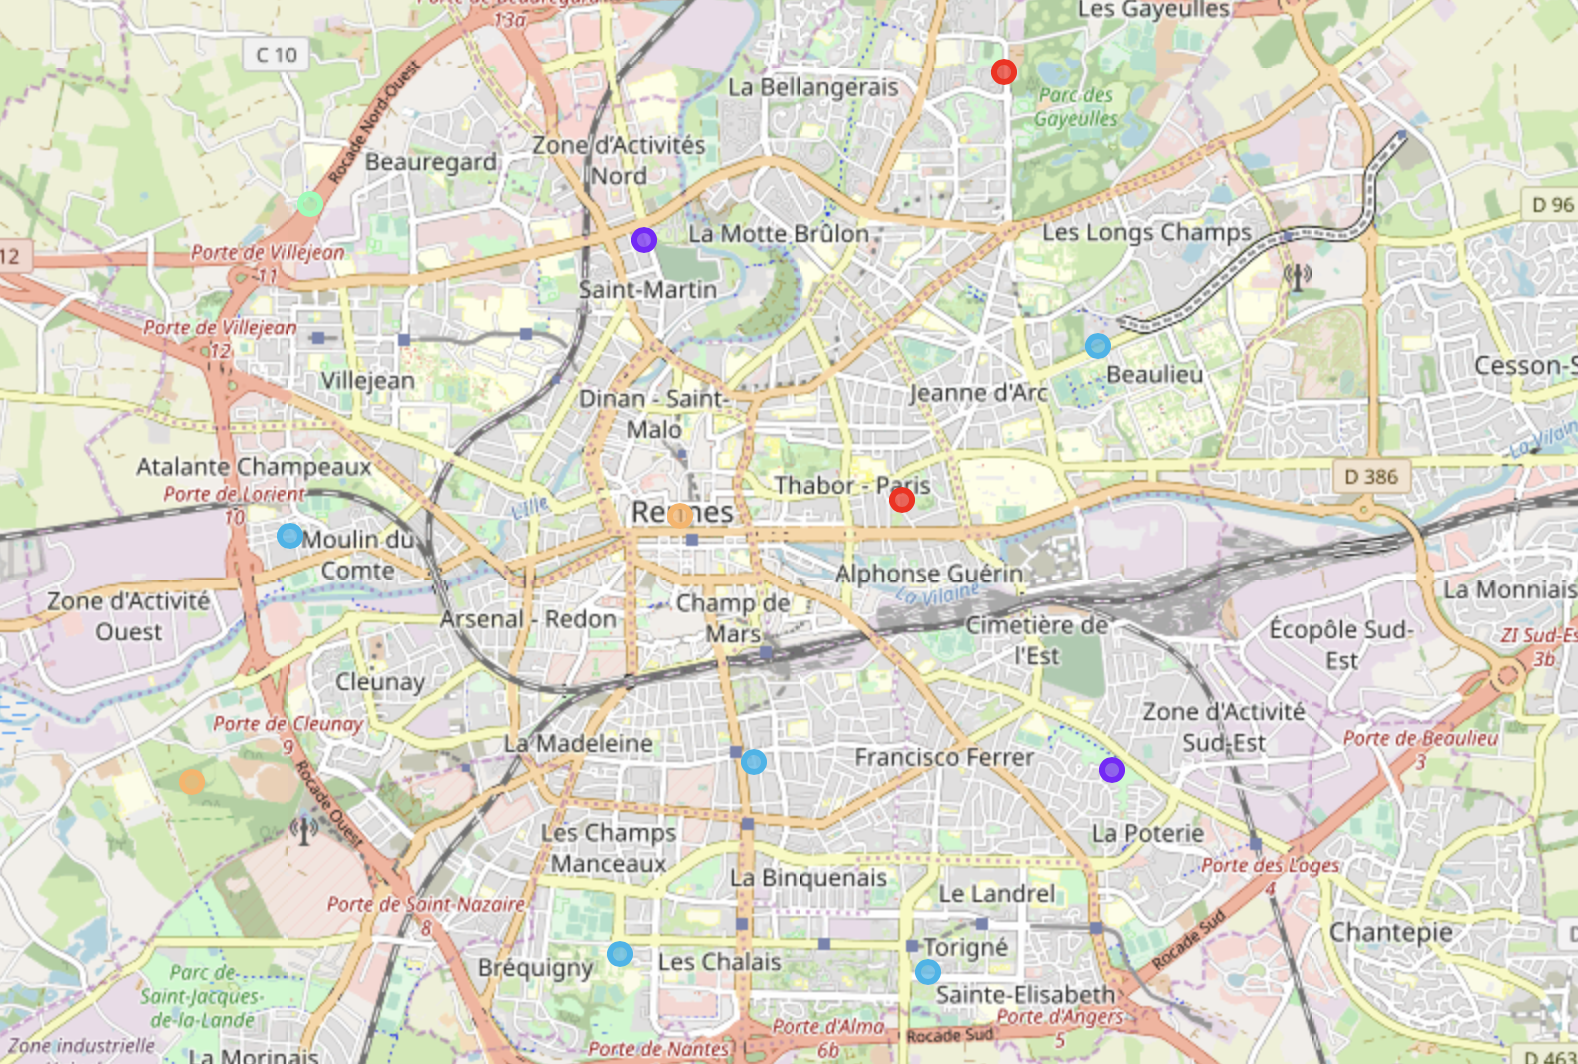 Porte de Beauregard
13a
Les Gayeulles
C 10
Rocade Nord-Ouest
La Bellangerais
Parc des
Gayeulles
Zone d'Activités
Nord
Beauregard
D 96
La Motte Brûlon
Les Longs Champs
12
Porte de Villejean
11
Saint-Martin
Porte de Villejean
12
Villejean
Beaulieu
Cesson-S
Jeanne d'Arc
Dinan - Saint-
Malo
La Vilain
Atalante Champeaux
Porte de Lorient
10
D 386
Thabor - Paris
L'Ille
Rennes
Moulin du
Comte
Alphonse Guérin
La Vilaine
La Monniais
Zone d'Activité
Ouest
Arsenal - Redon
Champ de
Mars
Cimetière de
l'Est
Écopôle Sud-
Est
ZI Sud-Es
3b
Cleunay
Porte de Cleunay
9
Zone d'Activité
Sud-Est
Porte de Beaulieu
3
La Madeleine
Francisco Ferrer
Rocade Ouest
Les Champs
Manceaux
La Poterie
Porte des Loges
4
La Binquenais
Le Landrel
Porte de Saint-Nazaire
8
Chantepie
D
Torigné
Rocade Sud
Bréquigny
Les Chalais
Parc de
Saint-Jacques-
de-la-Lande
Sainte-Elisabeth
Porte d'Angers
5
Porte d'Alma
6b
Rocade Sud
Zone industrielle
La Morinais
Porte de Nantes
D 463